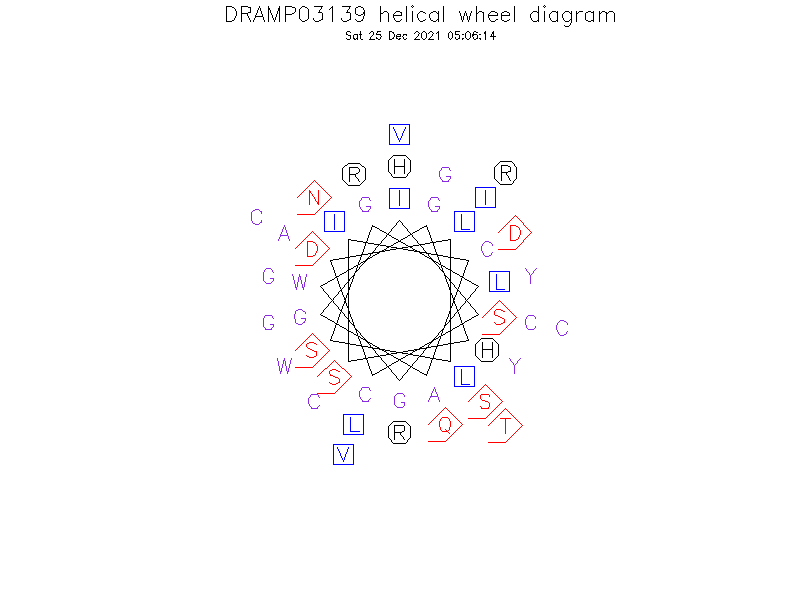 DRAMP03139 helical wheel diagram
Sat 25 Dec 2021 05:06:14
V
R H G R
N I I
C I G G L D
A D C
G W L Y
G G S C C
S H
W S L Y
C C G A S
L R Q T
V